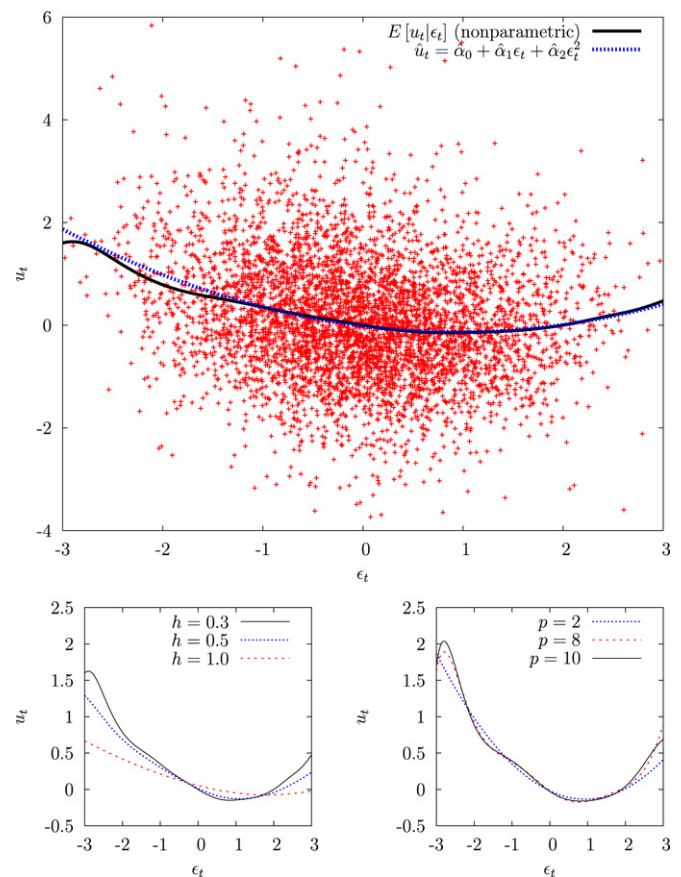 6
E [u_t|ϵ_t] (nonparametric)
û_t = α̂_0 + α̂_1ϵ_t + α̂_2ϵ_t^2
4
2
u_t
0
-2
-4
-3 -2 -1 0 1 2 3
ϵ_t
2.5
h = 0.3
2
h = 0.5
1.5
h = 1.0
u_t
1
0.5
0
-0.5
-3 -2 -1 0 1 2 3
ϵ_t
2.5
p = 2
2
p = 8
1.5
p = 10
u_t
1
0.5
0
-0.5
-3 -2 -1 0 1 2 3
ϵ_t